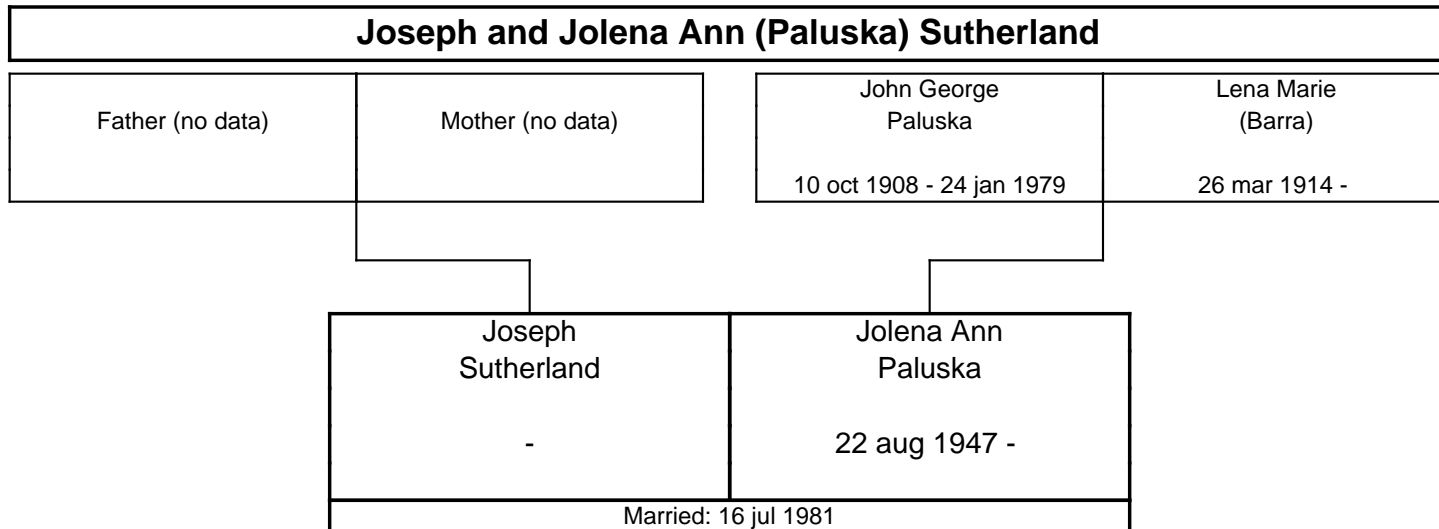 Joseph and Jolena Ann (Paluska) Sutherland
Father (no data)
Mother (no data)
John George
Paluska
10 oct 1908 - 24 jan 1979
Lena Marie
(Barra)
26 mar 1914 -
Joseph
Sutherland
-
Jolena Ann
Paluska
22 aug 1947 -
Married: 16 jul 1981